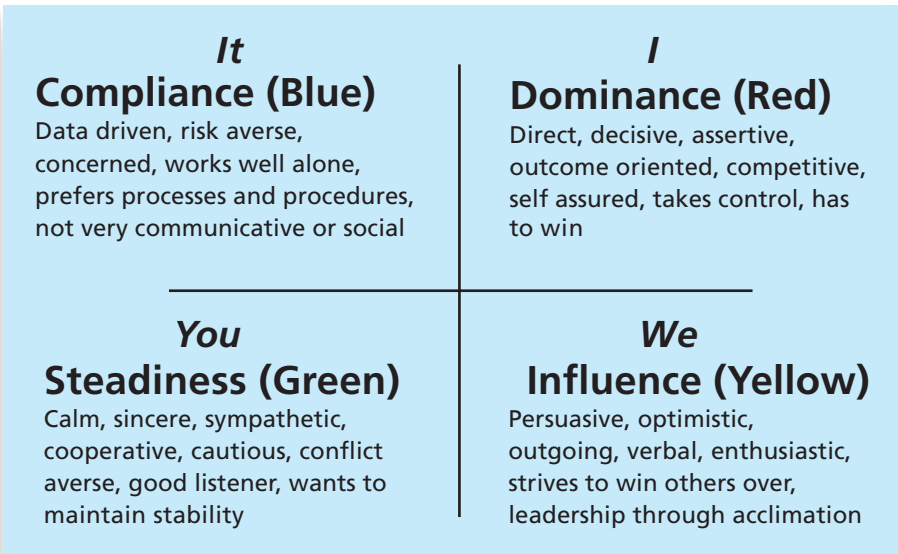 It
Compliance (Blue)
Data driven, risk averse,
concerned, works well alone,
prefers processes and procedures,
not very communicative or social
I
Dominance (Red)
Direct, decisive, assertive,
outcome oriented, competitive,
self assured, takes control, has
to win
You
Steadiness (Green)
Calm, sincere, sympathetic,
cooperative, cautious, conflict
averse, good listener, wants to
maintain stability
We
Influence (Yellow)
Persuasive, optimistic,
outgoing, verbal, enthusiastic,
strives to win others over,
leadership through acclimation